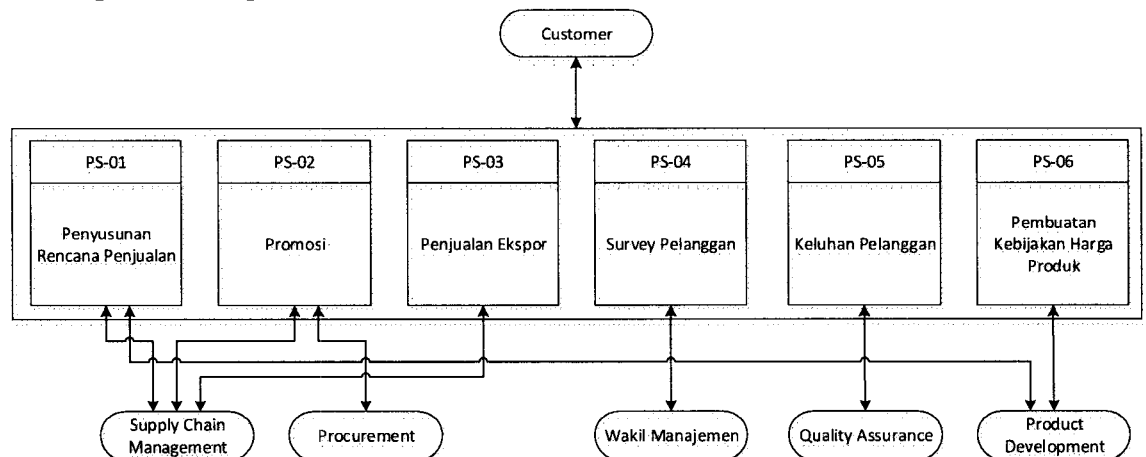 Customer
PS-01
PS-02
PS-03
PS-04
PS-05
PS-06
Penyusunan
Rencana Penjualan
Promosi
Penjualan Ekspor
Survey Pelanggan
Keluhan Pelanggan
Pembuatan
Kebijakan Harga
Produk
Supply Chain
Management
Procurement
Wakil Manajemen
Quality Assurance
Product
Development